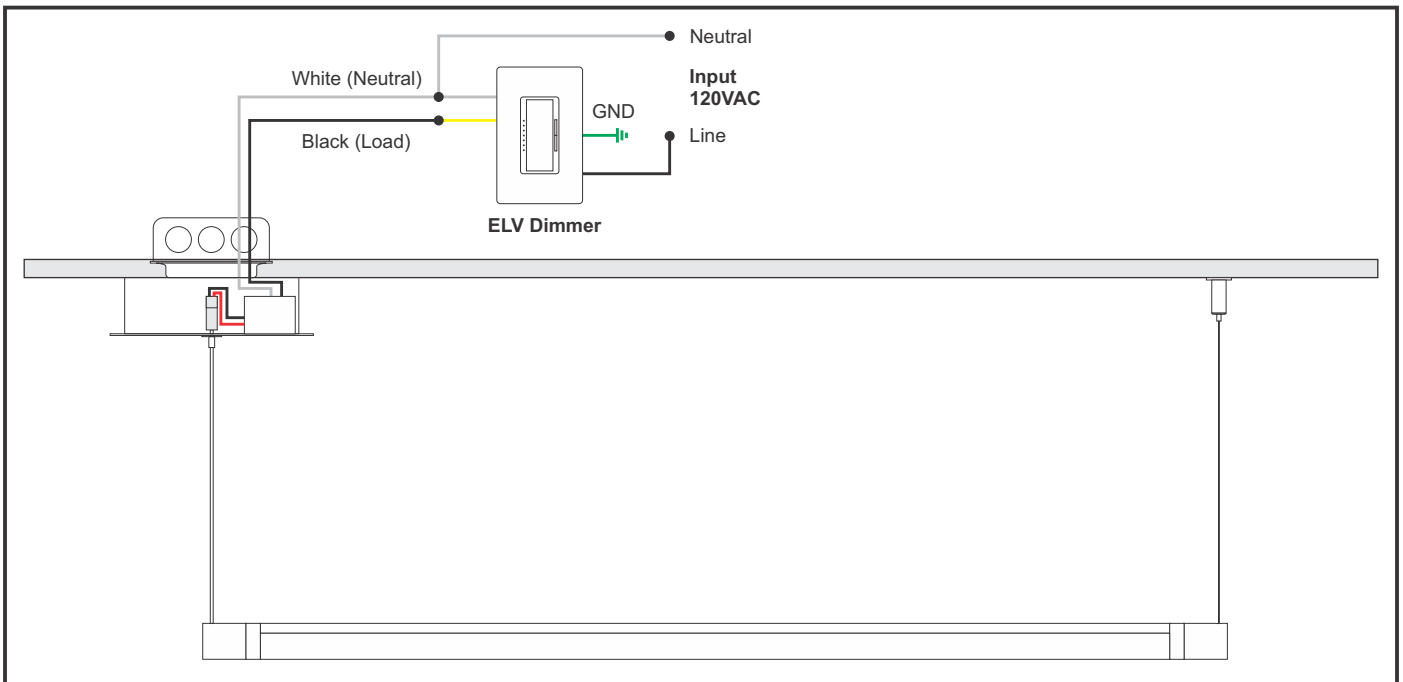 Neutral
White (Neutral)
Input
120VAC
GND
Black (Load)
Line
ELV Dimmer